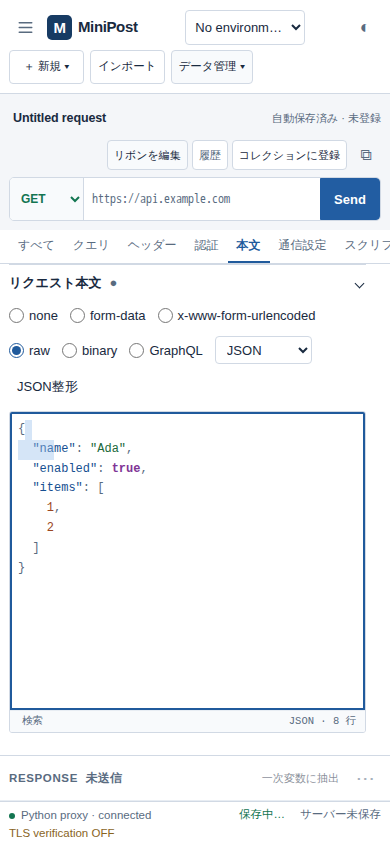 M MiniPost No environm…
＋ 新規 ▾ インポート データ管理 ▾
Untitled request 自動保存済み · 未登録
リボンを編集 履歴 コレクションに登録
GET https://api.example.com Send
すべて クエリ ヘッダー 認証 本文 通信設定 スクリプ
リクエスト本文 ●
none form-data x-www-form-urlencoded
raw binary GraphQL JSON
JSON整形
{
"name": "Ada",
"enabled": true,
"items": [
1,
2
]
}
検索 JSON · 8 行
RESPONSE 未送信 一次変数に抽出 ···
Python proxy · connected 保存中… サーバー未保存
TLS verification OFF